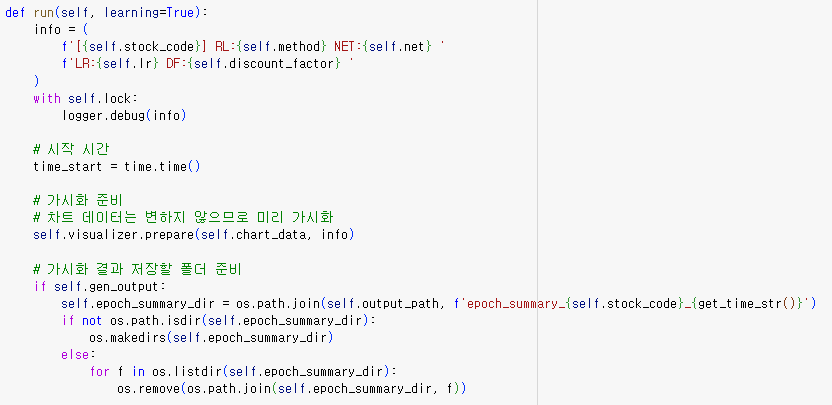 def run(self, learning=True):
    info = (
        f'[{self.stock_code}] RL:{self.method} NET:{self.net} '
        f'LR:{self.lr} DF:{self.discount_factor} '
    )
    with self.lock:
        logger.debug(info)

    # 시작 시간
    time_start = time.time()

    # 가시화 준비
    # 차트 데이터는 변하지 않으므로 미리 가시화
    self.visualizer.prepare(self.chart_data, info)

    # 가시화 결과 저장할 폴더 준비
    if self.gen_output:
        self.epoch_summary_dir = os.path.join(self.output_path, f'epoch_summary_{self.stock_code}_{get_time_str()}')
        if not os.path.isdir(self.epoch_summary_dir):
            os.makedirs(self.epoch_summary_dir)
        else:
            for f in os.listdir(self.epoch_summary_dir):
                os.remove(os.path.join(self.epoch_summary_dir, f))